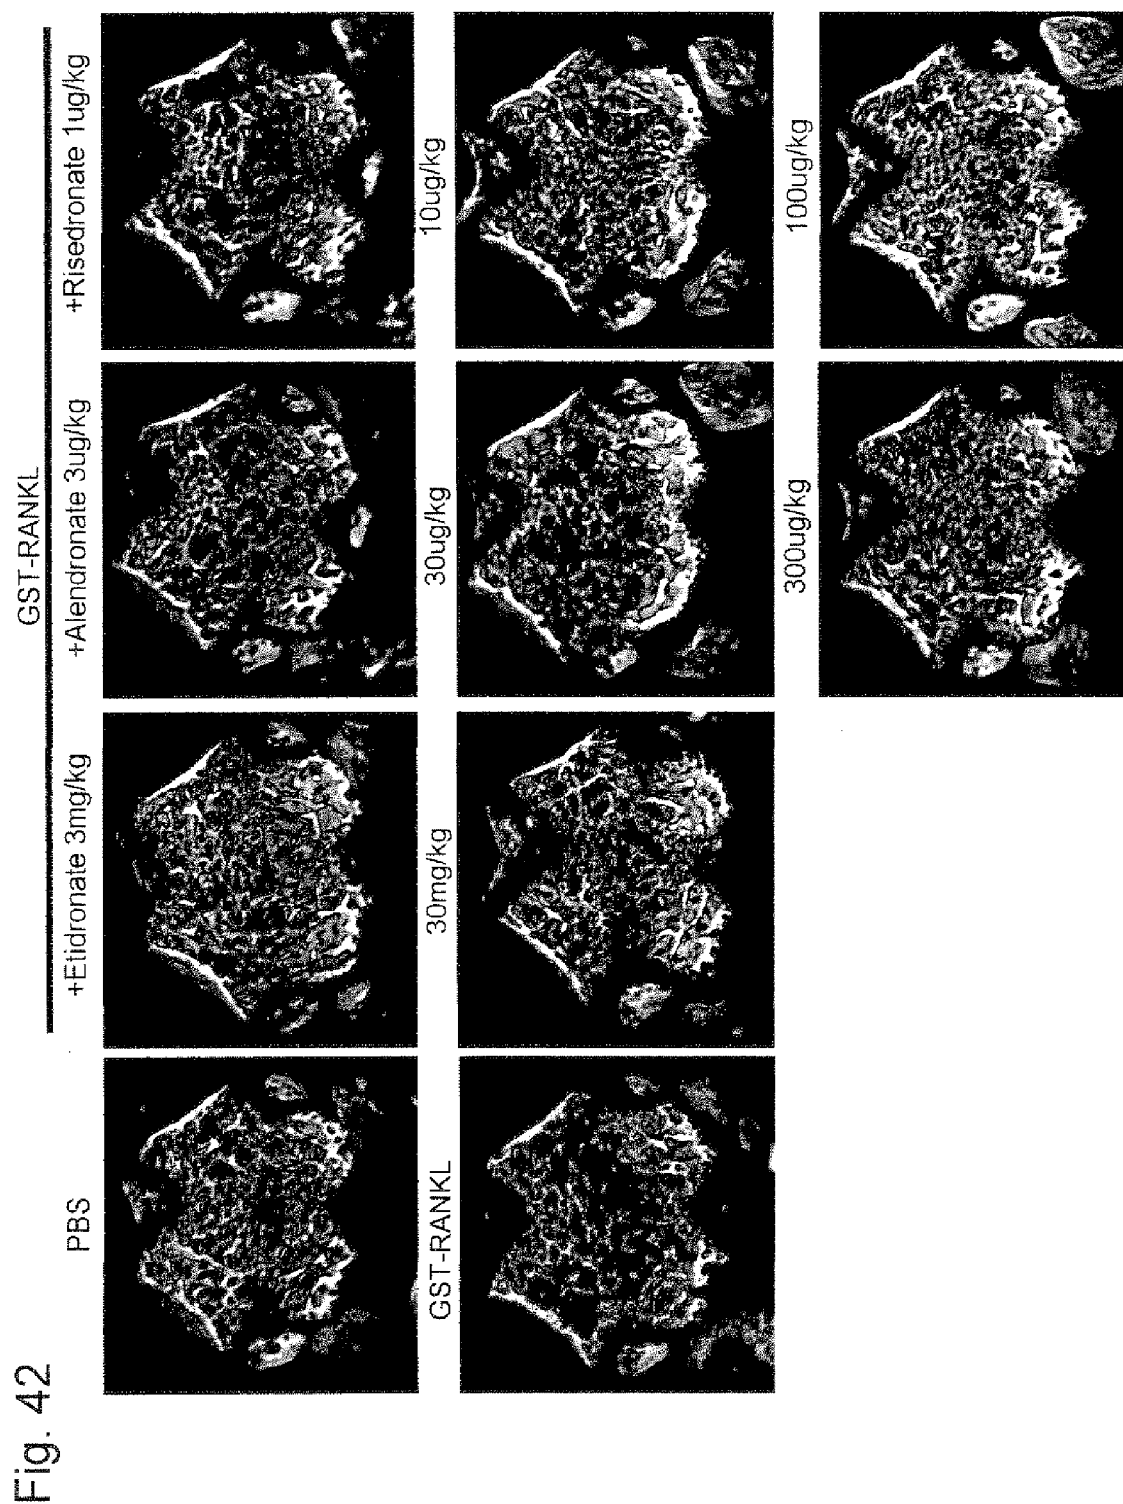 Fig. 42
GST-RANKL
PBS
+Etidronate 3mg/kg
+Alendronate 3ug/kg
+Risedronate 1ug/kg
GST-RANKL
30mg/kg
30ug/kg
10ug/kg
300ug/kg
100ug/kg